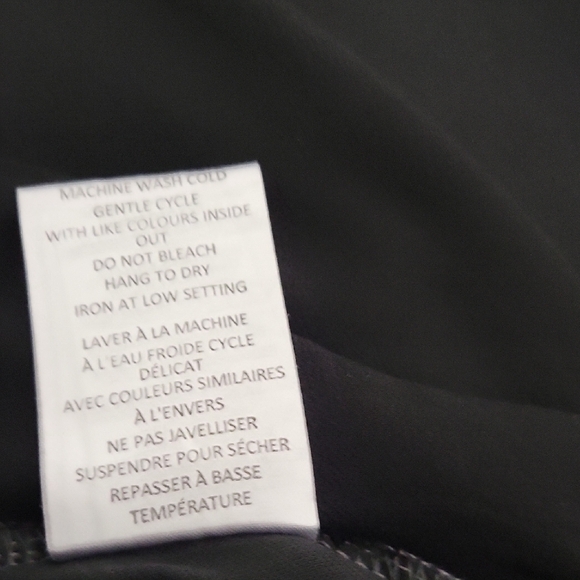 MACHINE WASH COLD
GENTLE CYCLE
WITH LIKE COLOURS INSIDE
OUT
DO NOT BLEACH
HANG TO DRY
IRON AT LOW SETTING
LAVER À LA MACHINE
À L'EAU FROIDE CYCLE
DÉLICAT
AVEC COULEURS SIMILAIRES
À L'ENVERS
NE PAS JAVELLISER
SUSPENDRE POUR SÉCHER
REPASSER À BASSE
TEMPÉRATURE